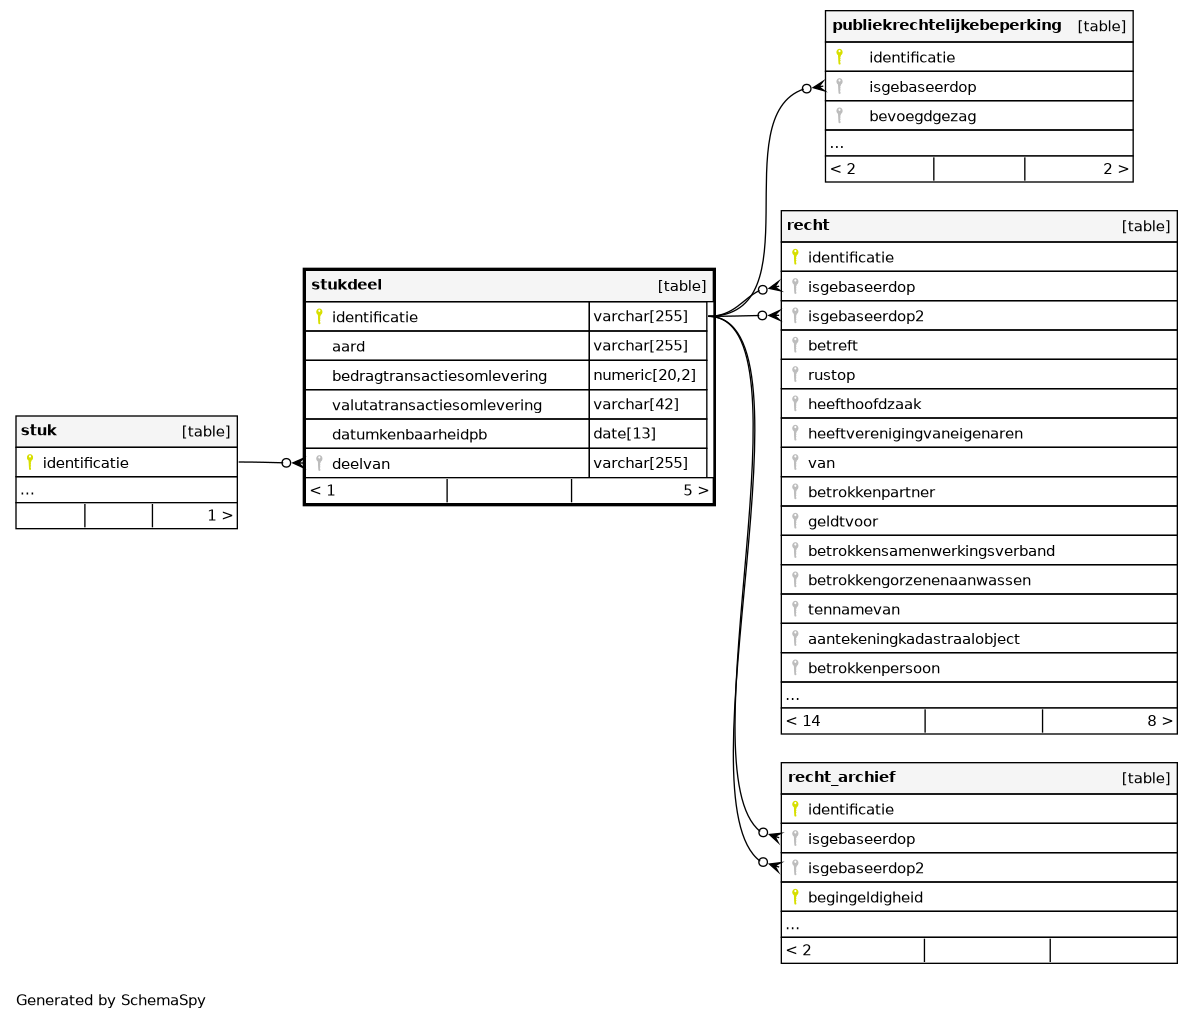 publiekrechtelijkebeperking [table]
identificatie
isgebaseerdop
bevoegdgezag
...
< 2 2 >
recht [table]
identificatie
isgebaseerdop
isgebaseerdop2
betreft
rustop
heefthoofdzaak
heeftverenigingvaneigenaren
van
betrokkenpartner
geldtvoor
betrokkensamenwerkingsverband
betrokkengorzenenaanwassen
tennamevan
aantekeningkadastraalobject
betrokkenpersoon
...
< 14 8 >
stukdeel [table]
identificatie varchar[255]
aard varchar[255]
bedragtransactiesomlevering numeric[20,2]
valutatransactiesomlevering varchar[42]
datumkenbaarheidpb date[13]
deelvan varchar[255]
< 1 5 >
stuk [table]
identificatie
...
1 >
recht_archief [table]
identificatie
isgebaseerdop
isgebaseerdop2
begingeldigheid
...
< 2
Generated by SchemaSpy